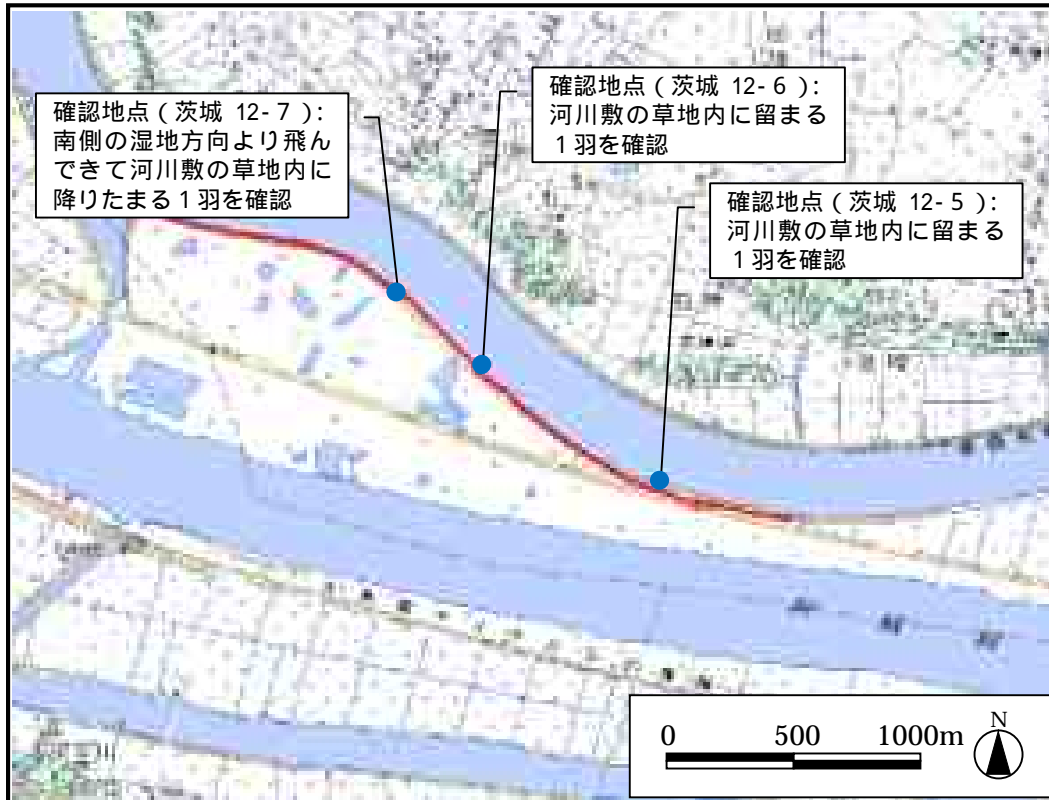 確認地点（茨城 12-7）：
南側の湿地方向より飛ん
できて河川敷の草地内に
降りたまる１羽を確認
確認地点（茨城 12-6）：
河川敷の草地内に留まる
１羽を確認
確認地点（茨城 12-5）：
河川敷の草地内に留まる
１羽を確認
0 500 1000m
N